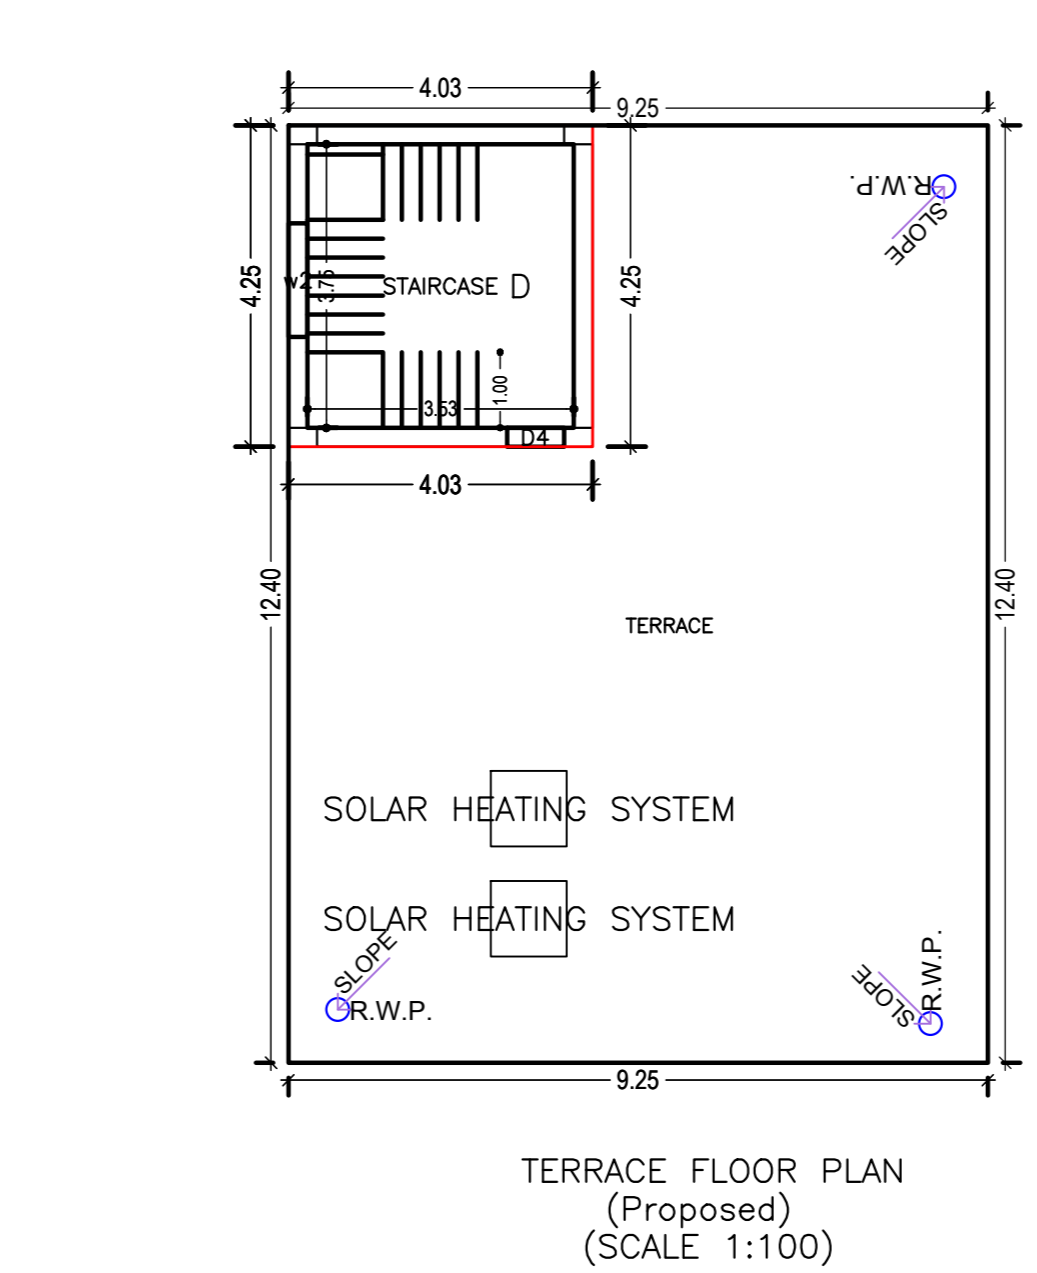 4.03
9.25
R.W.P.
SLOPE
4.25
w2
3.75
STAIRCASE D
4.25
1.00
3.53
D4
4.03
12.40
12.40
TERRACE
SOLAR HEATING SYSTEM
SOLAR HEATING SYSTEM
SLOPE
R.W.P.
SLOPE
R.W.P.
9.25
TERRACE FLOOR PLAN
(Proposed)
(SCALE 1:100)